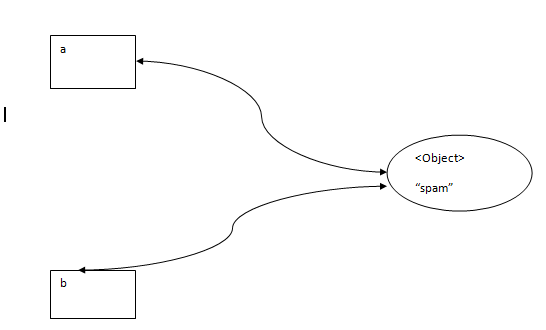 a
<Object>
“spam”
b